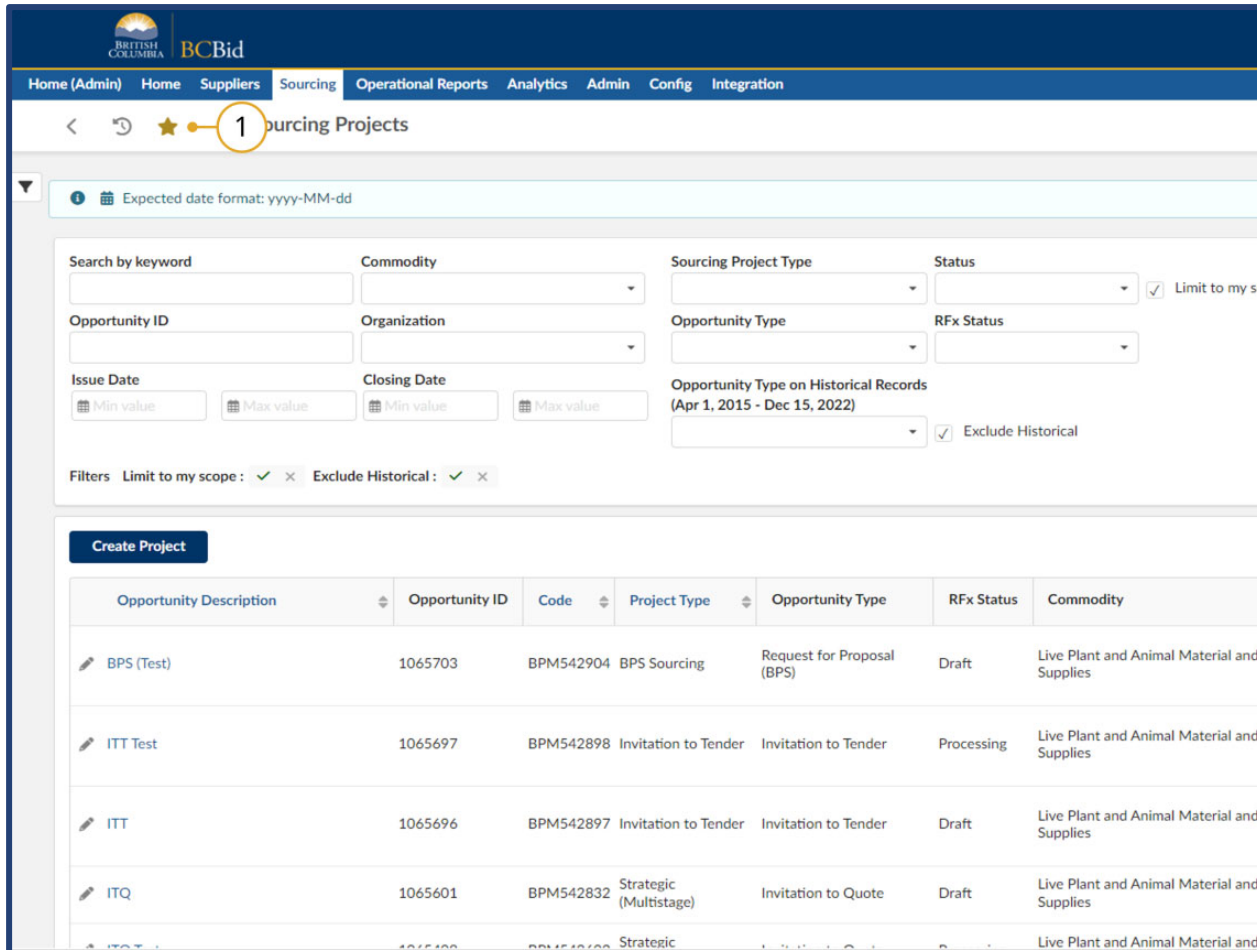 BRITISH
COLUMBIA
BCBid
Home (Admin) Home Suppliers Sourcing Operational Reports Analytics Admin Config Integration
1 ourcing Projects
Expected date format: yyyy-MM-dd
Search by keyword Commodity Sourcing Project Type Status
Limit to my s
Opportunity ID Organization Opportunity Type RFx Status
Issue Date Closing Date Opportunity Type on Historical Records
(Apr 1, 2015 - Dec 15, 2022)
Min value Max value Min value Max value
Exclude Historical
Filters Limit to my scope : Exclude Historical :
Create Project
Opportunity Description Opportunity ID Code Project Type Opportunity Type RFx Status Commodity
BPS (Test) 1065703 BPM542904 BPS Sourcing Request for Proposal (BPS) Draft Live Plant and Animal Material and
Supplies
ITT Test 1065697 BPM542898 Invitation to Tender Invitation to Tender Processing Live Plant and Animal Material and
Supplies
ITT 1065696 BPM542897 Invitation to Tender Invitation to Tender Draft Live Plant and Animal Material and
Supplies
ITQ 1065601 BPM542832 Strategic (Multistage) Invitation to Quote Draft Live Plant and Animal Material and
Supplies
Strategic Live Plant and Animal Material and